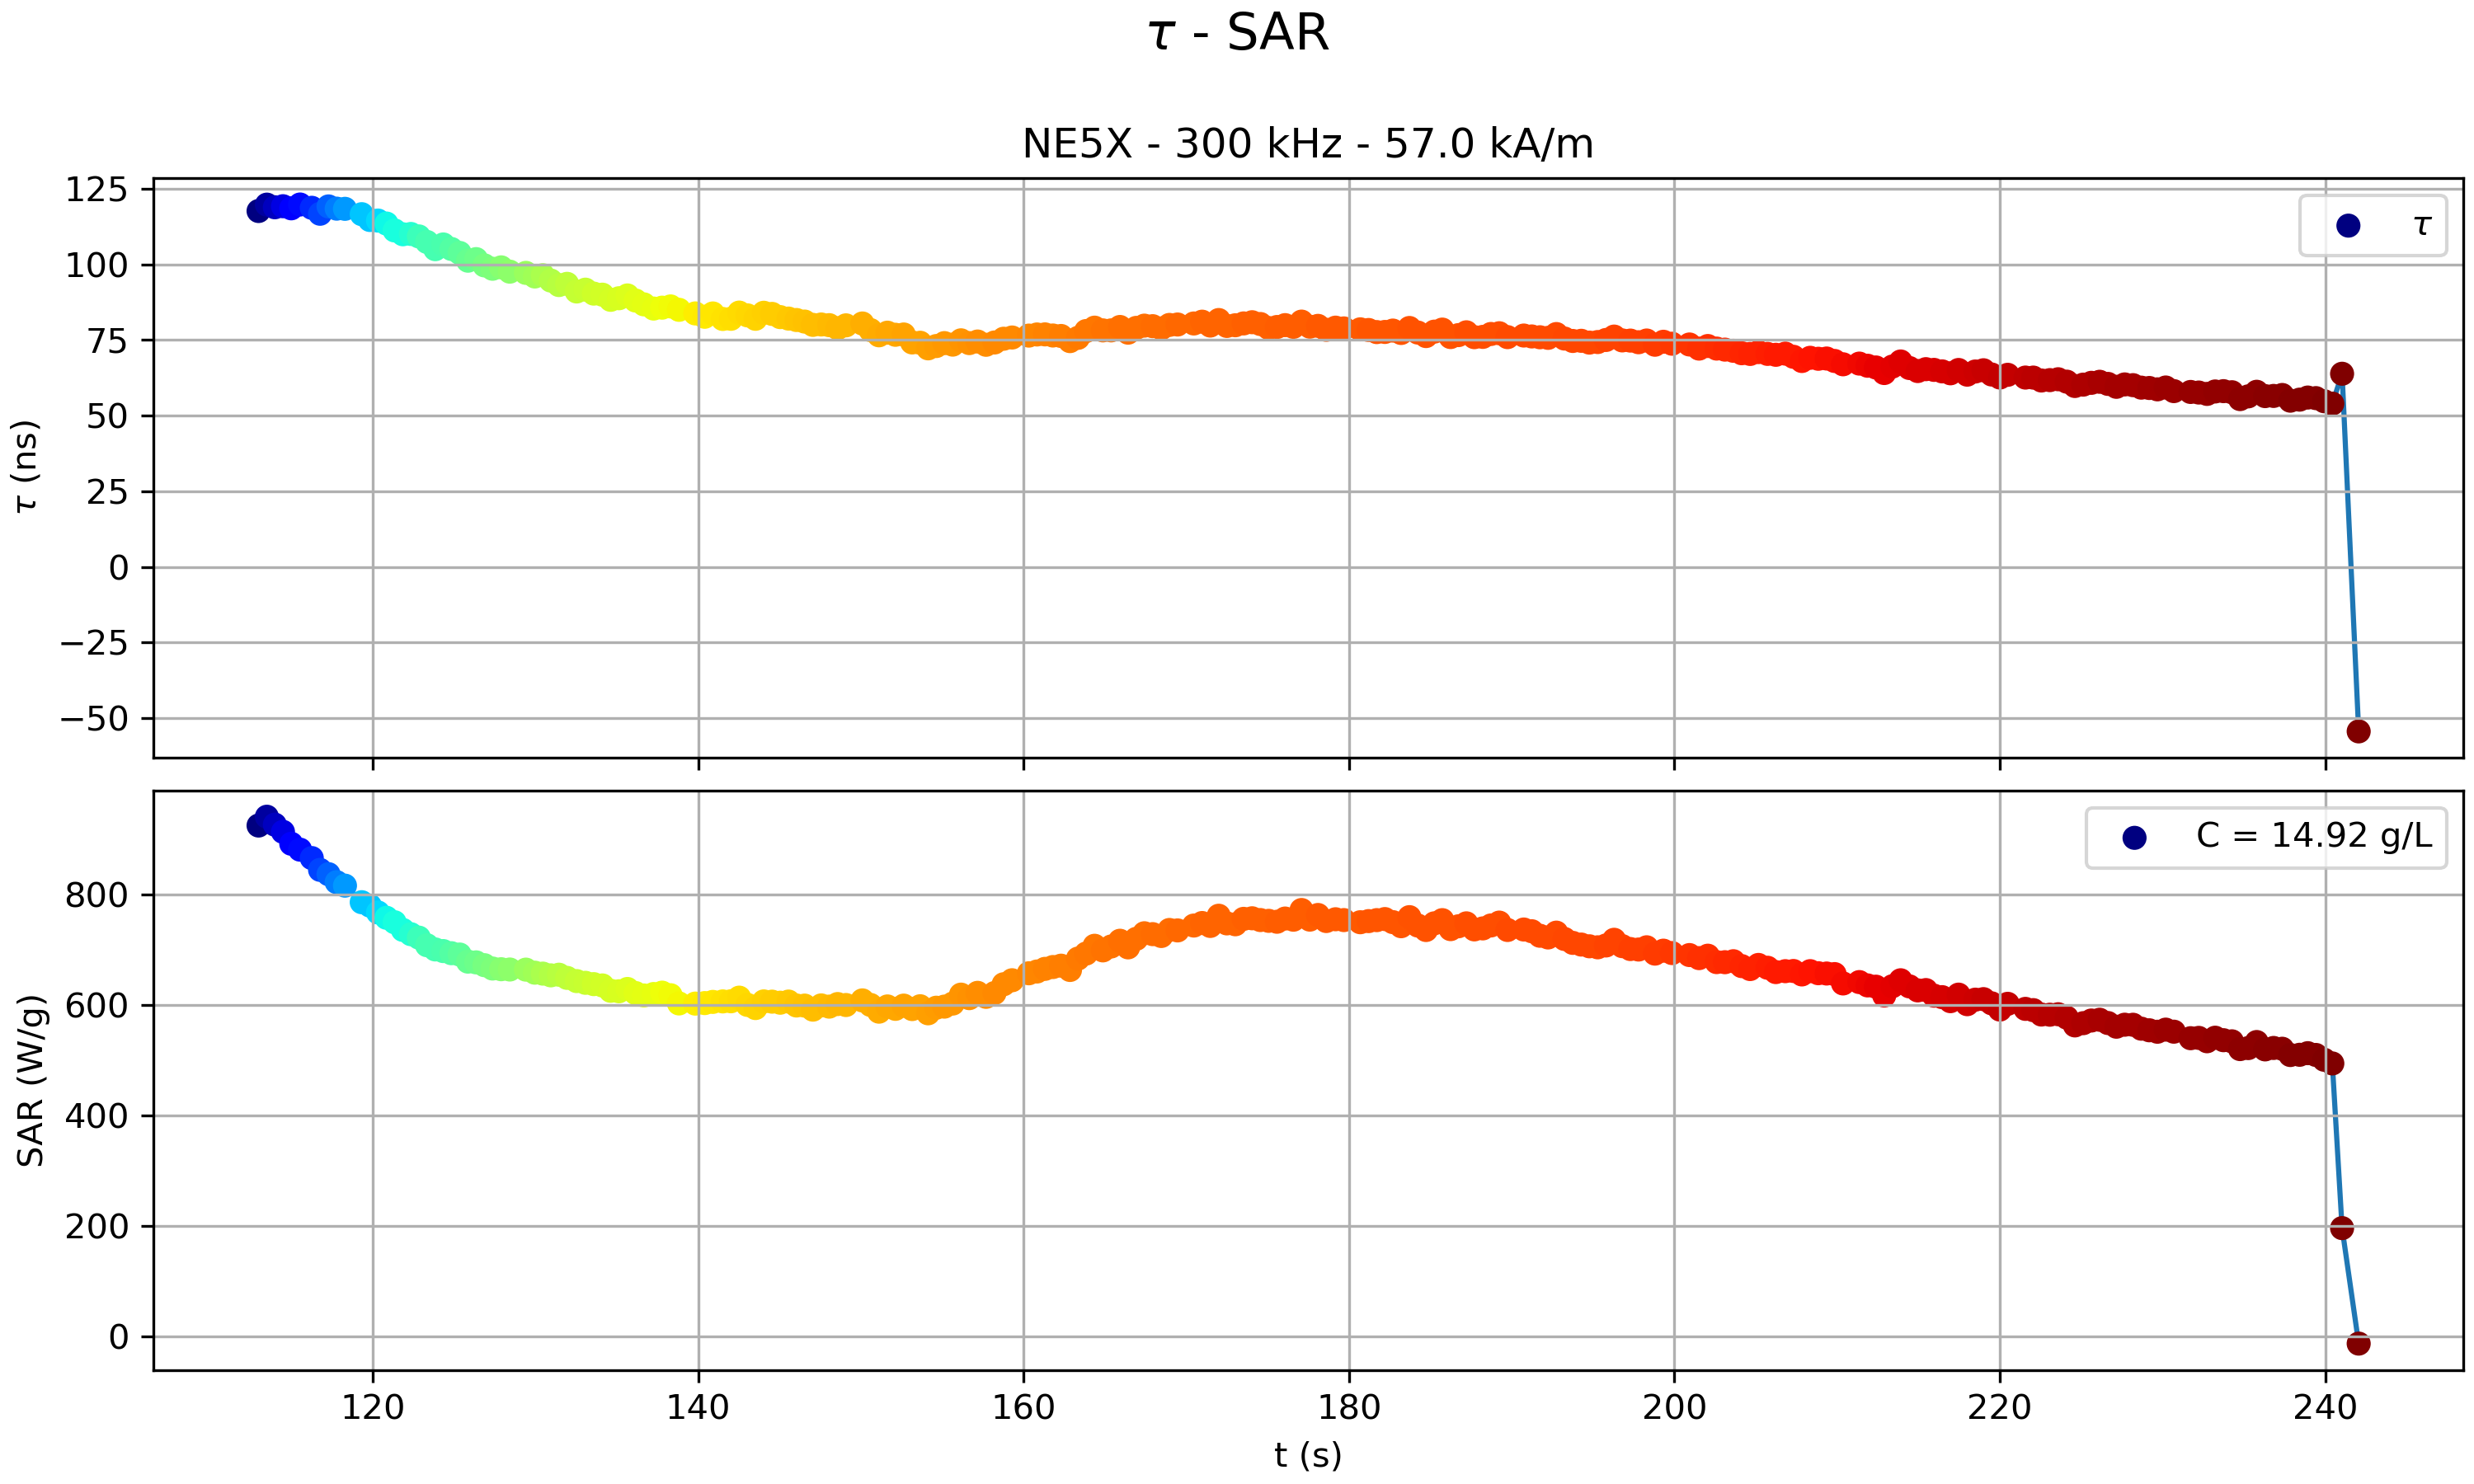 τ - SAR
NE5X - 300 kHz - 57.0 kA/m
125
100
75
50
25
0
−25
−50
τ (ns)
τ
800
600
400
200
0
SAR (W/g)
C = 14.92 g/L
120 140 160 180 200 220 240
t (s)